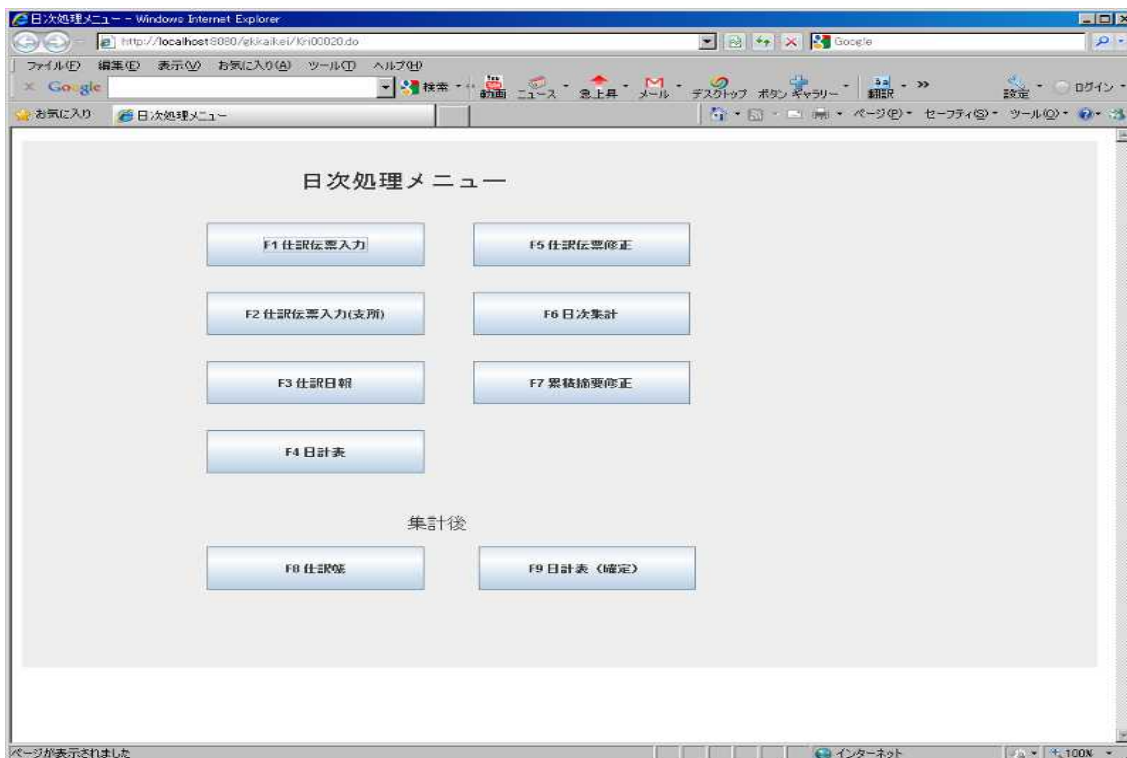 日次処理メニュー - Windows Internet Explorer
http://localhost:8080/gkkaikei/Kri00020.do
Google
ファイル(F) 編集(E) 表示(V) お気に入り(A) ツール(T) ヘルプ(H)
Google 検索 動画 ニュース 急上昇 メール デスクトップ ボタン ギャラリー 翻訳 » 設定 ログイン
お気に入り 日次処理メニュー ページ(P) セーフティ(S) ツール(O)
日次処理メニュー
F1 仕訳伝票入力 F5 仕訳伝票修正
F2 仕訳伝票入力(支所) F6 日次集計
F3 仕訳日報 F7 累積摘要修正
F4 日計表
集計後
F8 仕訳帳 F9 日計表（確定）
ページが表示されました インターネット 100%